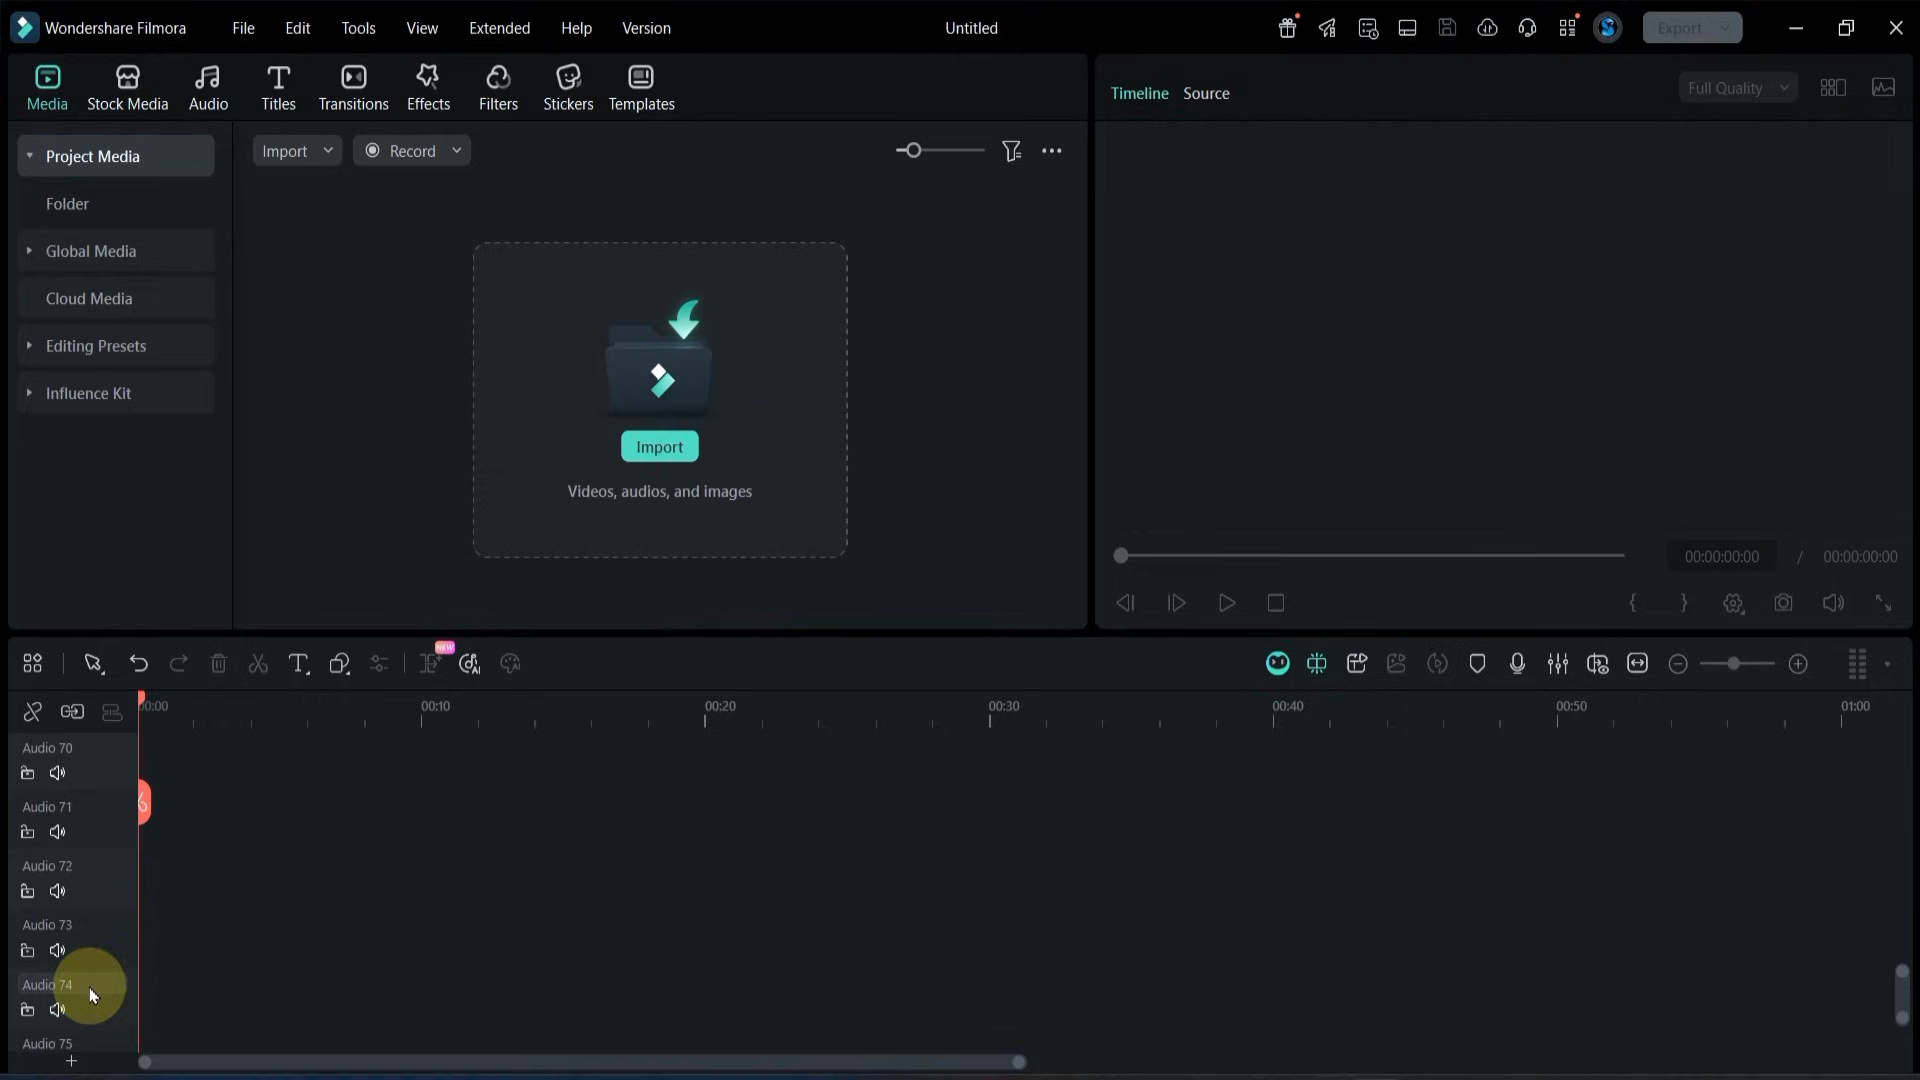 Wondershare Filmora File Edit Tools View Extended Help Version Untitled Export
Media Stock Media Audio Titles Transitions Effects Filters Stickers Templates
Timeline Source Full Quality
Project Media
Folder
Global Media
Cloud Media
Editing Presets
Influence Kit
Import Record
Import
Videos, audios, and images
00:00:00:00 / 00:00:00:00
NEW
00:00 00:10 00:20 00:30 00:40 00:50 01:00
Audio 70
Audio 71
Audio 72
Audio 73
Audio 74
Audio 75